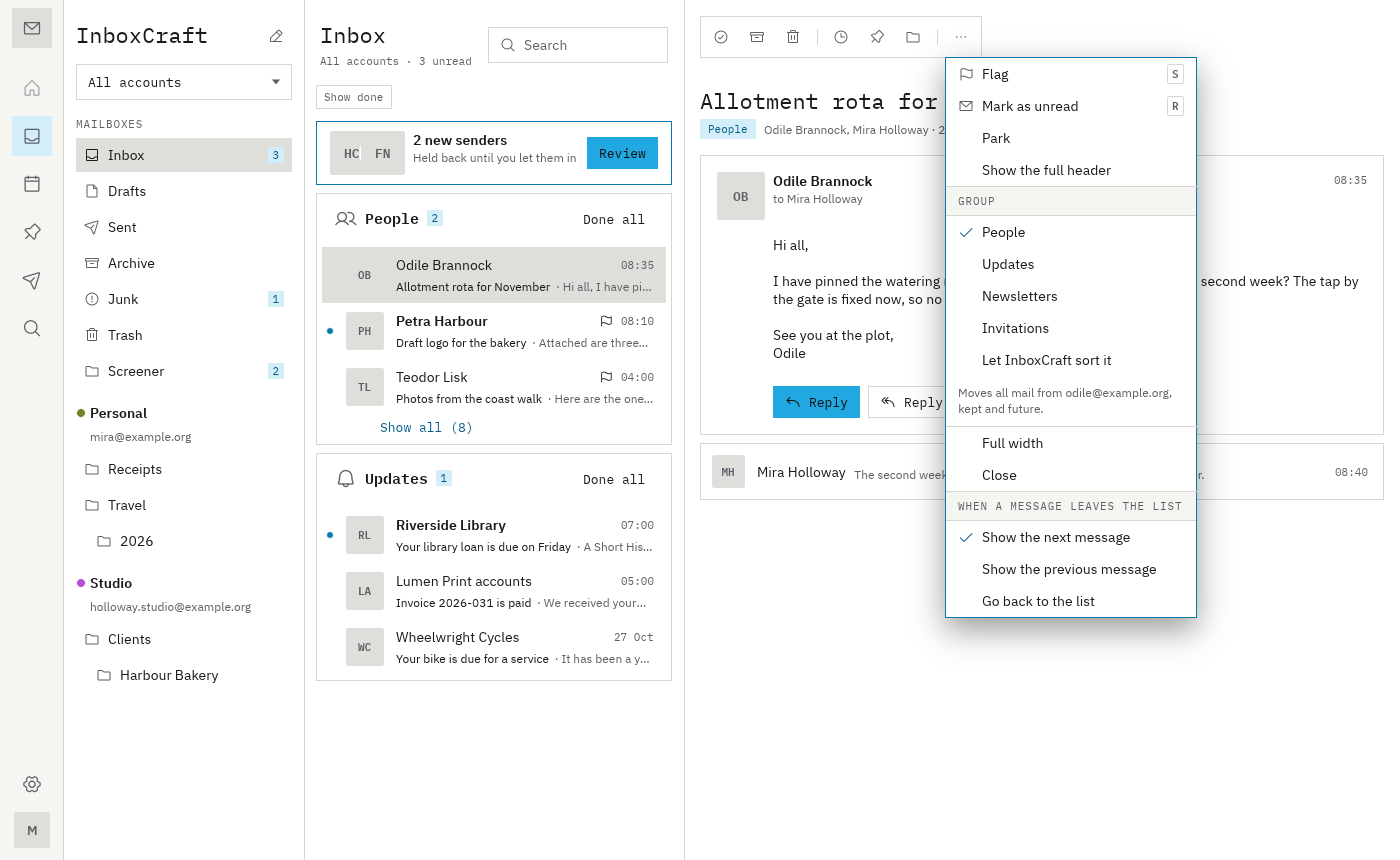 InboxCraft
All accounts
MAILBOXES
Inbox 3
Drafts
Sent
Archive
Junk 1
Trash
Screener 2
Personal
mira@example.org
Receipts
Travel
2026
Studio
holloway.studio@example.org
Clients
Harbour Bakery
M
Inbox
All accounts · 3 unread
Search
Show done
HC FN
2 new senders
Held back until you let them in
Review
People 2
Done all
OB
Odile Brannock 08:35
Allotment rota for November · Hi all, I have pi…
PH
Petra Harbour 08:10
Draft logo for the bakery · Attached are three…
TL
Teodor Lisk 04:00
Photos from the coast walk · Here are the one…
Show all (8)
Updates 1
Done all
RL
Riverside Library 07:00
Your library loan is due on Friday · A Short His…
LA
Lumen Print accounts 05:00
Invoice 2026-031 is paid · We received your…
WC
Wheelwright Cycles 27 Oct
Your bike is due for a service · It has been a y…
Allotment rota for
People Odile Brannock, Mira Holloway · 2
OB
Odile Brannock 08:35
to Mira Holloway
Hi all,
I have pinned the watering second week? The tap by
the gate is fixed now, so no
See you at the plot,
Odile
Reply
Reply
MH
Mira Holloway The second week r. 08:40
Flag S
Mark as unread R
Park
Show the full header
GROUP
People
Updates
Newsletters
Invitations
Let InboxCraft sort it
Moves all mail from odile@example.org,
kept and future.
Full width
Close
WHEN A MESSAGE LEAVES THE LIST
Show the next message
Show the previous message
Go back to the list